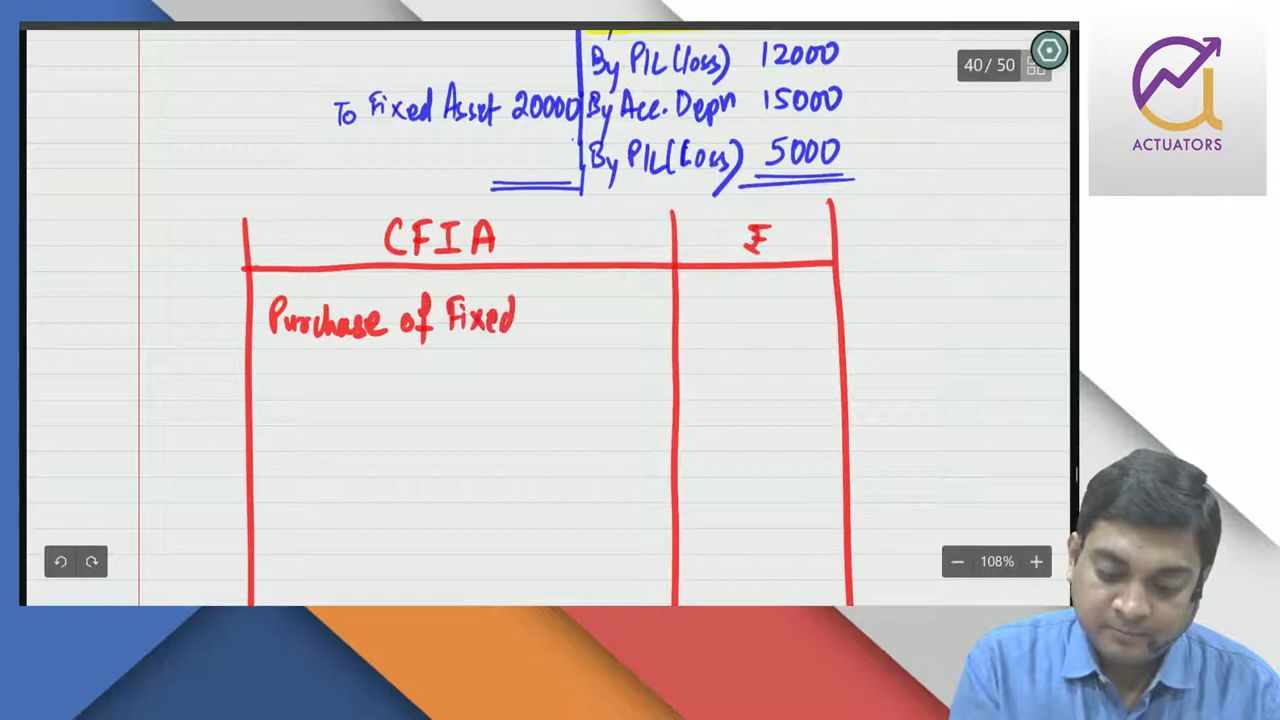 By P/L (loss) 12000
To Fixed Asset 20000 By Acc. Depn 15000
By P/L (Loss) 5000
CFIA ₹
Purchase of Fixed
40 / 50
108%
ACTUATORS